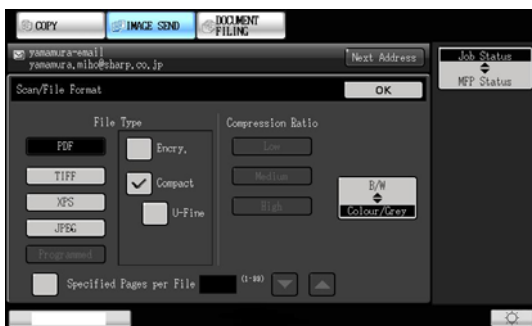 COPY
IMAGE SEND
DOCUMENT
FILING
yamamura-email
yamamura.miho@sharp.co.jp
Next Address
Job Status
MFP Status
Scan/File Format
OK
File Type
Compression Ratio
PDF
Encry.
Low
TIFF
Compact
Medium
B/W
XPS
U-Fine
High
Colour/Grey
JPEG
Programmed
Specified Pages per File
(1-99)